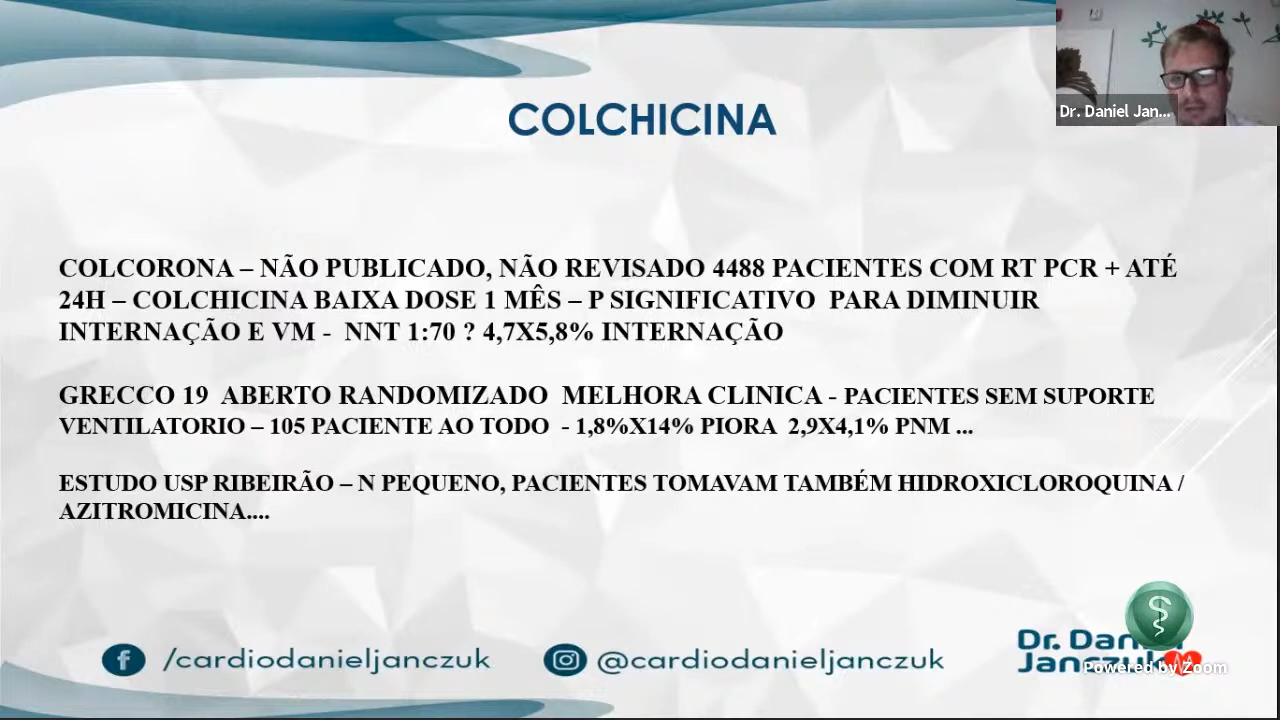 COLCHICINA
Dr. Daniel Jan...
COLCORONA – NÃO PUBLICADO, NÃO REVISADO 4488 PACIENTES COM RT PCR + ATÉ
24H – COLCHICINA BAIXA DOSE 1 MÊS – P SIGNIFICATIVO PARA DIMINUIR
INTERNAÇÃO E VM - NNT 1:70 ? 4,7X5,8% INTERNAÇÃO
GRECCO 19 ABERTO RANDOMIZADO MELHORA CLINICA - PACIENTES SEM SUPORTE
VENTILATORIO – 105 PACIENTE AO TODO - 1,8%X14% PIORA 2,9X4,1% PNM ...
ESTUDO USP RIBEIRÃO – N PEQUENO, PACIENTES TOMAVAM TAMBÉM HIDROXICLOROQUINA /
AZITROMICINA....
/cardiodanieljanczuk
@cardiodanieljanczuk
Dr.
Powered by Zoom